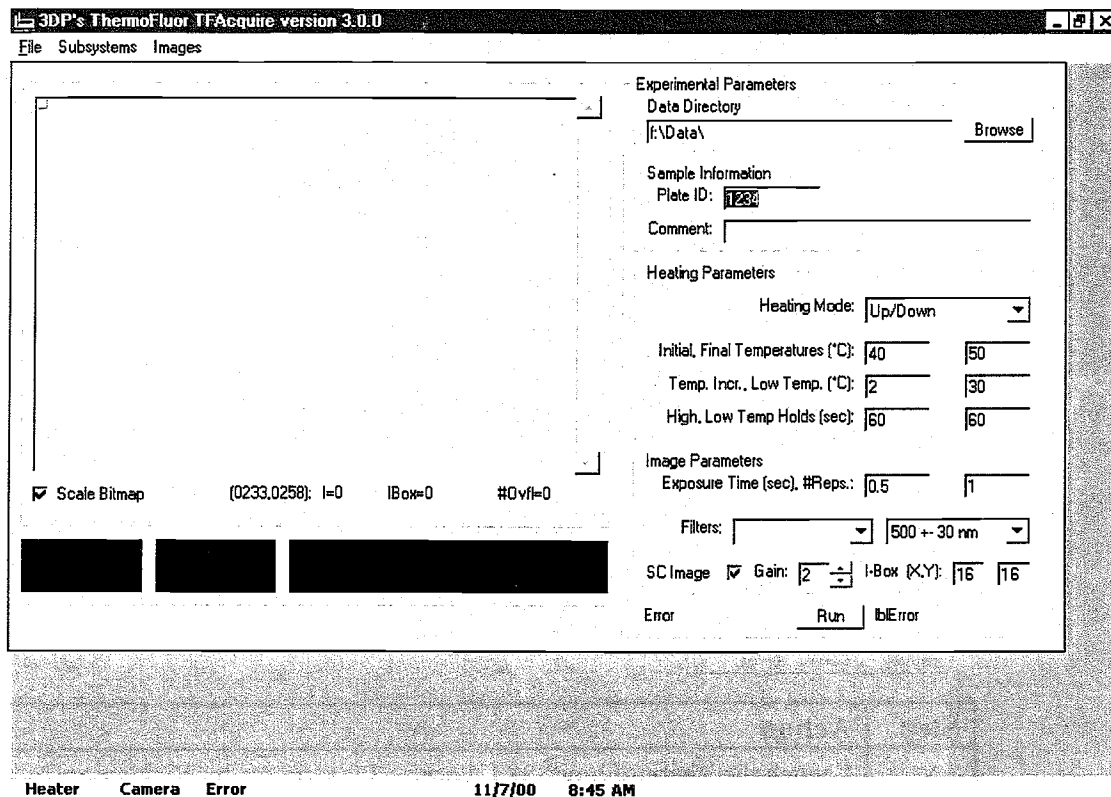 3DP's ThermoFluor TFAcquire version 3.0.0
File Subsystems Images
Experimental Parameters
Data Directory
f:\Data\ Browse
Sample Information
Plate ID: 1234
Comment:
Heating Parameters
Heating Mode: Up/Down
Initial, Final Temperatures (°C): 40 50
Temp. Incr., Low Temp. (°C): 2 30
High, Low Temp Holds (sec): 60 60
Image Parameters
Exposure Time (sec), #Reps.: 0.5 1
Filters: 500 +- 30 nm
SC Image Gain: 2 I-Box (X,Y): 16 16
Error Run lblError
Scale Bitmap (0233,0258): I=0 IBox=0 #Ovfl=0
Heater Camera Error 11/7/00 8:45 AM